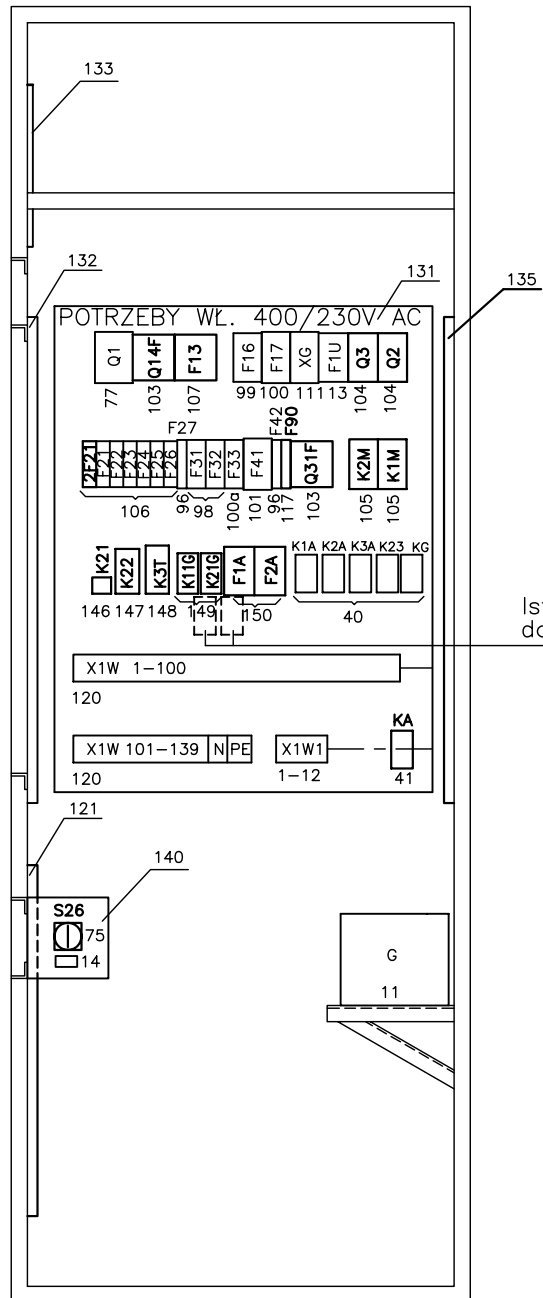 133
132
131
135
POTRZEBY WŁ. 400/230V AC
Q1 Q14F F13 F16 F17 XG F1U Q3 Q2
77 103 107 99 100 111 13 104 104
F27 F42 F90
2F21 F21 F22 F23 F24 F25 F26 F31 F32 F33 F41 Q31F K2M K1M
106 96 98 100a 101 96 117 103 105 105
K21 K22 K3T K11G K21G F1A F2A K1A K2A K3A K23 KG
146 147 148 149 150 40
X1W 1-100
120
KA
X1W 101-139 N PE X1W1
120 1-12 41
121
140
S26
75
14
G
11